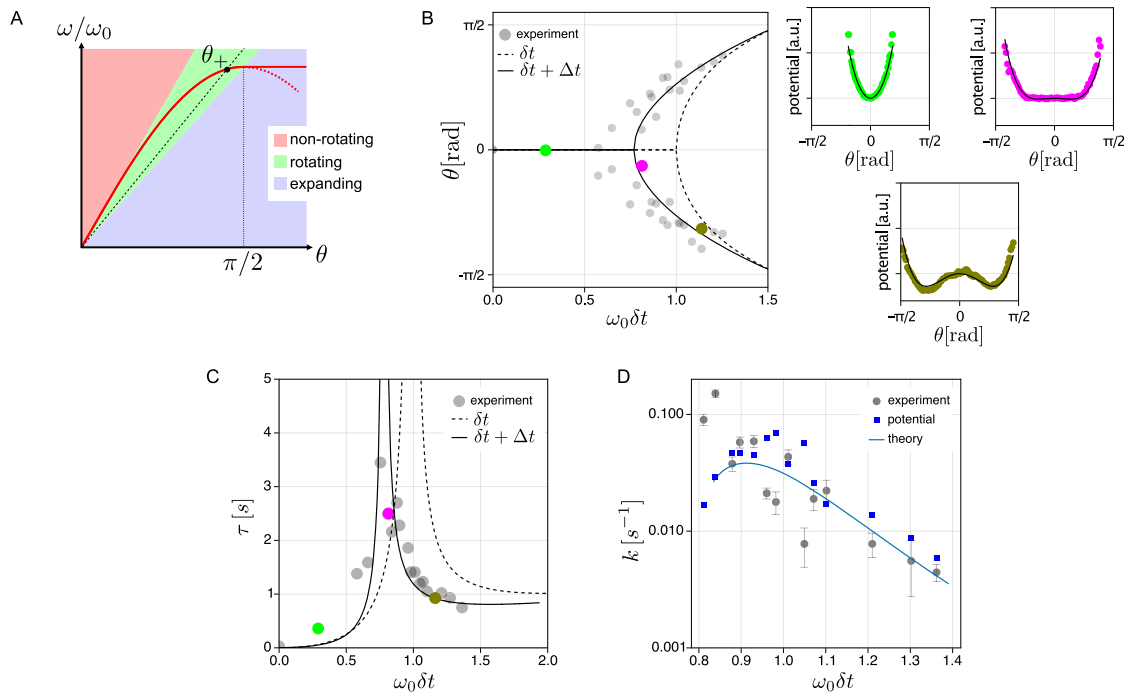 A
ω/ω₀
θ₊
non-rotating
rotating
expanding
π/2
θ
B
π/2
0
-π/2
θ[rad]
experiment
δt
δt + Δt
0.0
0.5
1.0
1.5
ω₀δt
potential [a.u.]
−π/2
0
π/2
θ[rad]
potential [a.u.]
−π/2
0
π/2
θ[rad]
potential [a.u.]
−π/2
0
π/2
θ[rad]
C
5
4
3
2
1
0
τ [s]
experiment
δt
δt + Δt
0.0
0.5
1.0
1.5
2.0
ω₀δt
D
0.100
0.010
0.001
k [s⁻¹]
experiment
potential
theory
0.8
0.9
1.0
1.1
1.2
1.3
1.4
ω₀δt